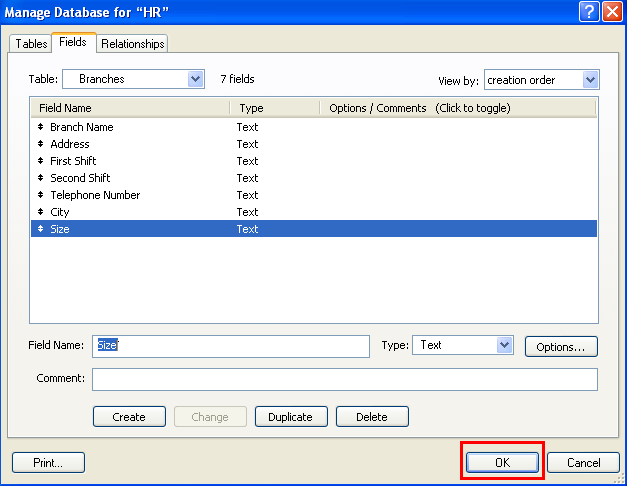 Manage Database for “HR”
Tables Fields Relationships
Table: Branches 7 fields View by: creation order
Field Name Type Options / Comments (Click to toggle)
Branch Name Text
Address Text
First Shift Text
Second Shift Text
Telephone Number Text
City Text
Size Text
Field Name: Size Type: Text Options...
Comment:
Create Change Duplicate Delete
Print... OK Cancel